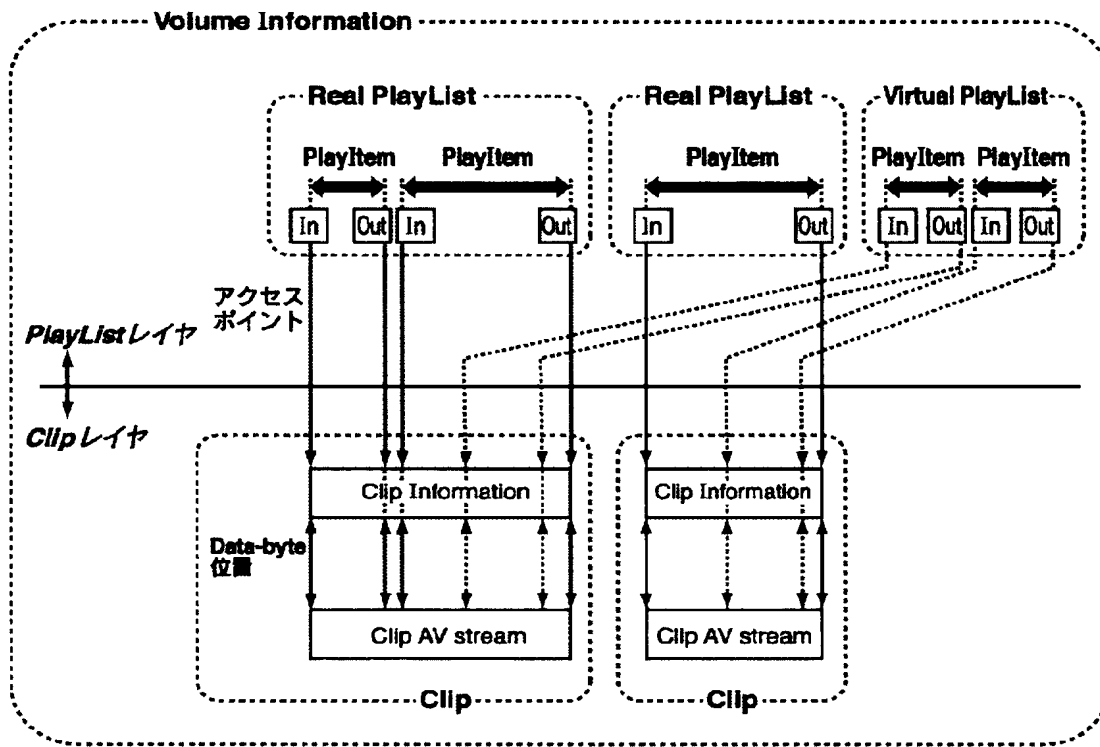 Volume Information
Real PlayList
Real PlayList
Virtual PlayList
PlayItem
PlayItem
PlayItem
PlayItem
PlayItem
In
Out
In
Out
In
Out
In
Out
In
Out
アクセス
ポイント
PlayListレイヤ
Clipレイヤ
Clip Information
Clip Information
Data-byte
位置
Clip AV stream
Clip AV stream
Clip
Clip